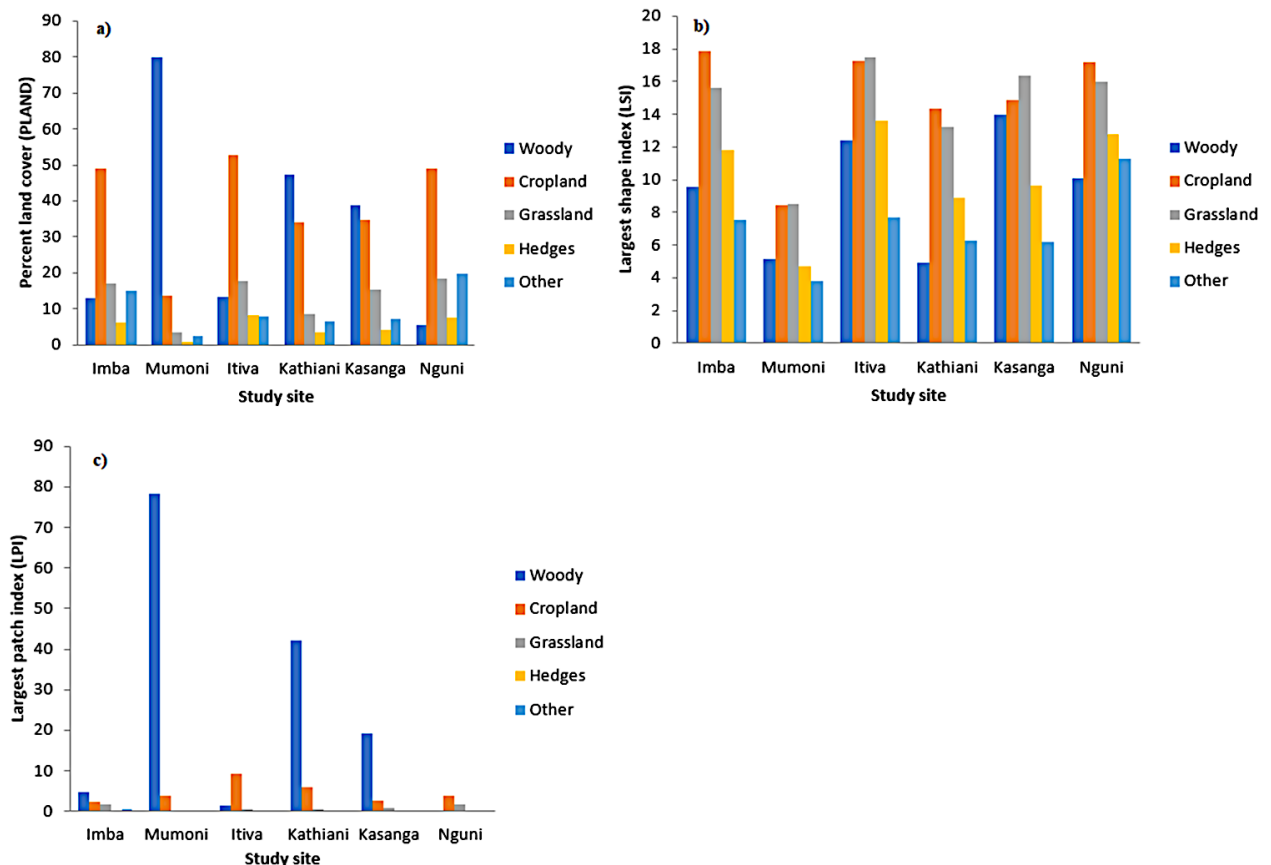 a)
Percent land cover (PLAND)
90
80
70
60
50
40
30
20
10
0
Imba Mumoni Itiva Kathiani Kasanga Nguni
Study site
Woody
Cropland
Grassland
Hedges
Other
b)
Largest shape index (LSI)
20
18
16
14
12
10
8
6
4
2
0
Imba Mumoni Itiva Kathiani Kasanga Nguni
Study site
Woody
Cropland
Grassland
Hedges
Other
c)
Largest patch index (LPI)
90
80
70
60
50
40
30
20
10
0
Imba Mumoni Itiva Kathiani Kasanga Nguni
Study site
Woody
Cropland
Grassland
Hedges
Other